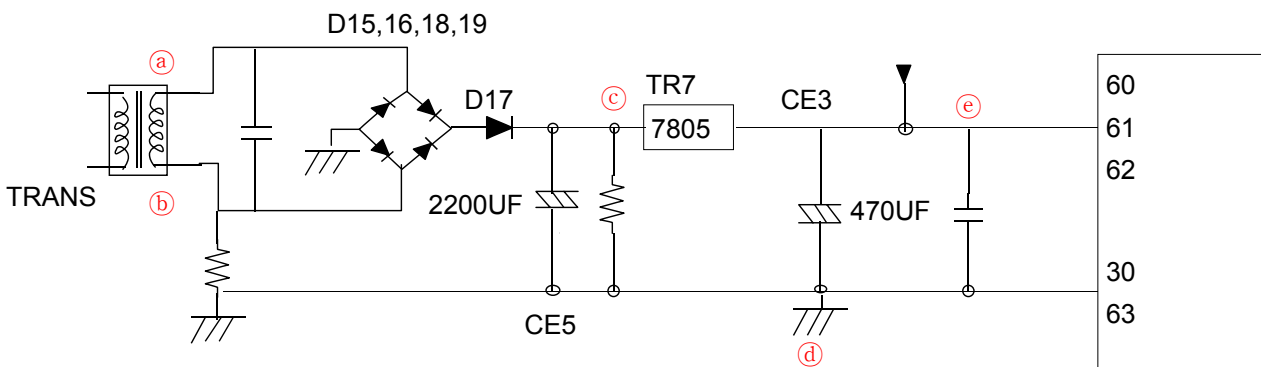 D15,16,18,19
ⓐ
D17
ⓒ
TR7
7805
CE3
ⓔ
60
61
62
TRANS
ⓑ
2200UF
470UF
30
63
CE5
ⓓ